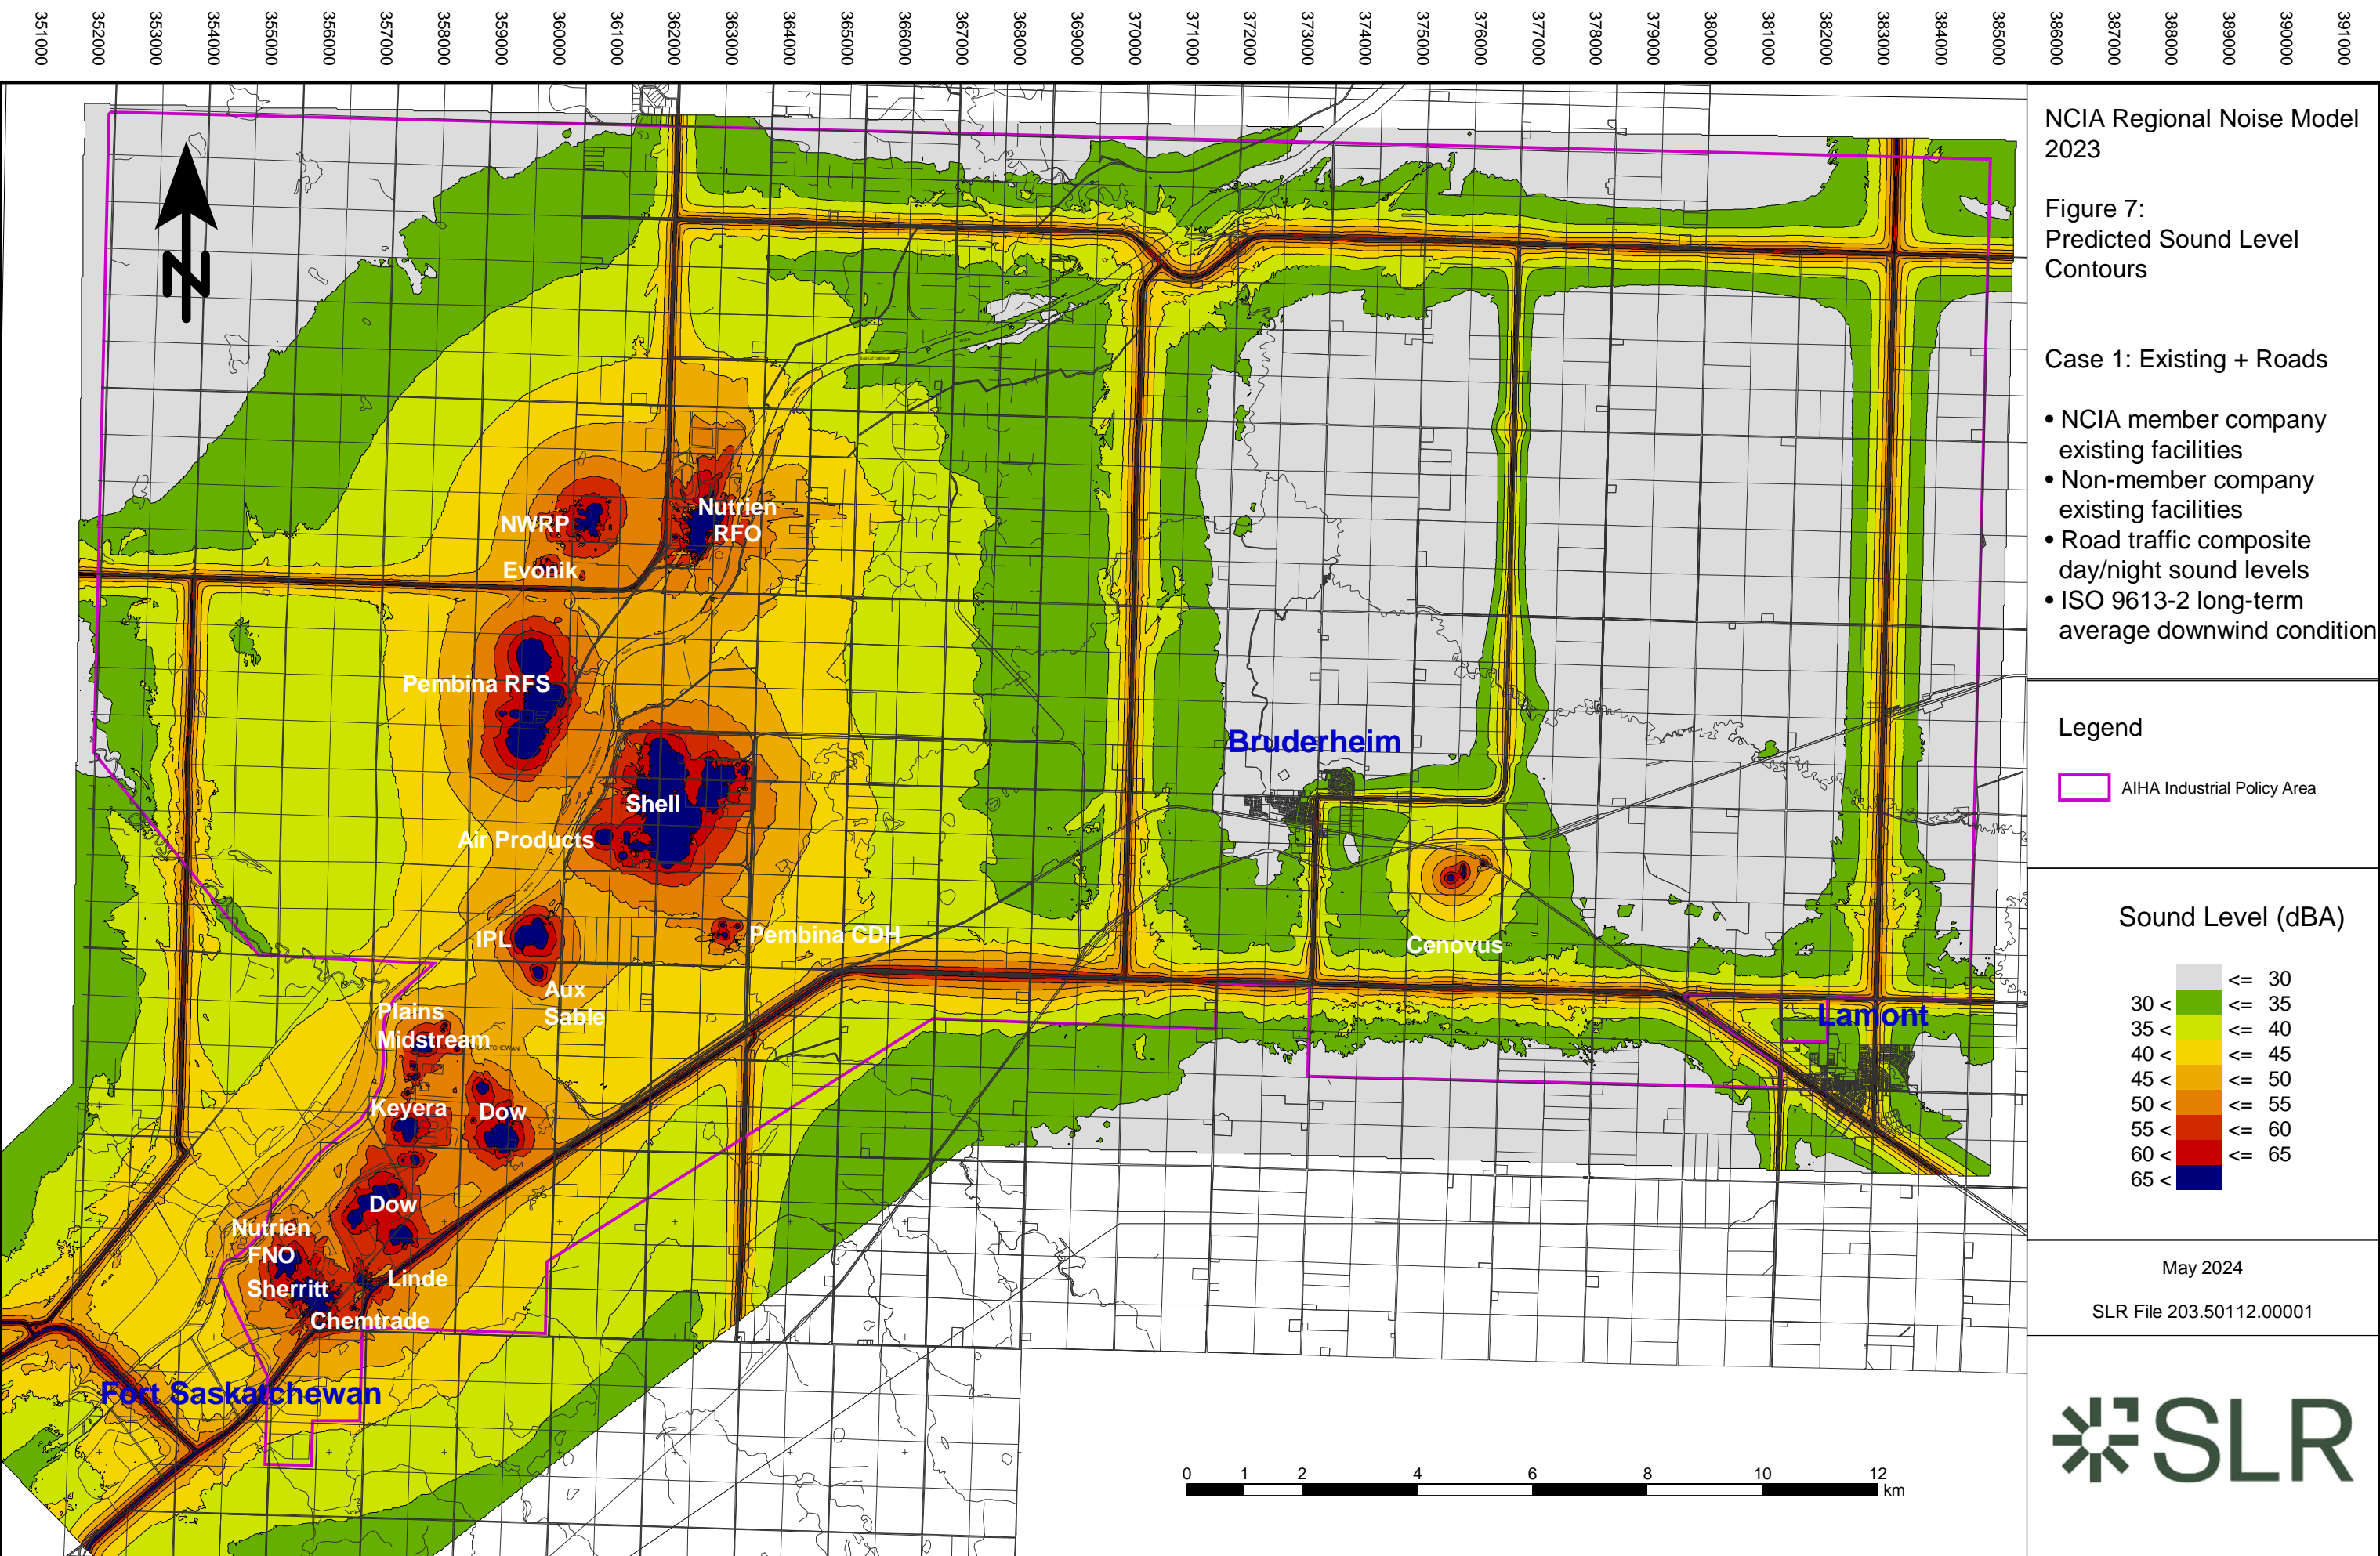 351000 352000 353000 354000 355000 356000 357000 358000 359000 360000 361000 362000 363000 364000 365000 366000 367000 368000 369000 370000 371000 372000 373000 374000 375000 376000 377000 378000 379000 380000 381000 382000 383000 384000 385000 386000 387000 388000 389000 390000 391000
N
NWRP
Nutrien
RFO
Evonik
Pembina RFS
Shell
Air Products
IPL
Pembina CDH
Aux
Sable
Plains
Midstream
Keyera
Dow
Dow
Nutrien
FNO
Sherritt
Linde
Chemtrade
Fort Saskatchewan
Bruderheim
Cenovus
Lamont
0 1 2 4 6 8 10 12
km
NCIA Regional Noise Model
2023
Figure 7:
Predicted Sound Level
Contours
Case 1: Existing + Roads
• NCIA member company
existing facilities
• Non-member company
existing facilities
• Road traffic composite
day/night sound levels
• ISO 9613-2 long-term
average downwind condition
Legend
AIHA Industrial Policy Area
Sound Level (dBA)
<= 30
30 < <= 35
35 < <= 40
40 < <= 45
45 < <= 50
50 < <= 55
55 < <= 60
60 < <= 65
65 <
May 2024
SLR File 203.50112.00001
SLR